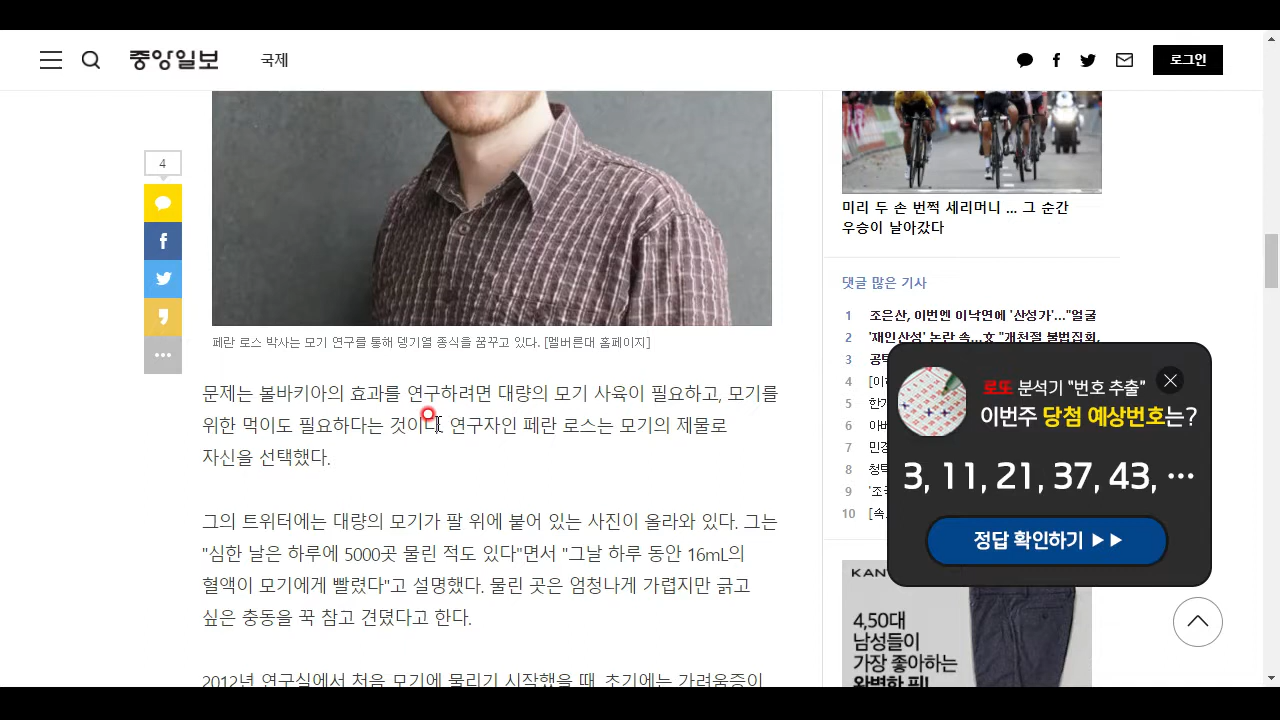 중앙일보
국제
로그인
4
페란 로스 박사는 모기 연구를 통해 뎅기열 종식을 꿈꾸고 있다. [멜버른대 홈페이지]
문제는 볼바키아의 효과를 연구하려면 대량의 모기 사육이 필요하고, 모기를
위한 먹이도 필요하다는 것이다. 연구자인 페란 로스는 모기의 제물로
자신을 선택했다.
그의 트위터에는 대량의 모기가 팔 위에 붙어 있는 사진이 올라와 있다. 그는
"심한 날은 하루에 5000곳 물린 적도 있다"면서 "그날 하루 동안 16mL의
혈액이 모기에게 빨렸다"고 설명했다. 물린 곳은 엄청나게 가렵지만 긁고
싶은 충동을 꾹 참고 견뎠다고 한다.
2012년 연구실에서 처음 모기에 물리기 시작했을 때, 초기에는 가려움증이
미리 두 손 번쩍 세리머니 ... 그 순간
우승이 날아갔다
댓글 많은 기사
1 조은산, 이번엔 이낙연에 '산성가'..."얼굴
2 '재인산성' 논란 속...文 "개천절 불법집회,
3
4
5
6
7
8
9
10 [속
로또 분석기 "번호 추출"
이번주 당첨 예상번호는?
3, 11, 21, 37, 43, ···
정답 확인하기 ▶▶
KAN
4,50대
남성들이
가장 좋아하는
완벽한 핏!